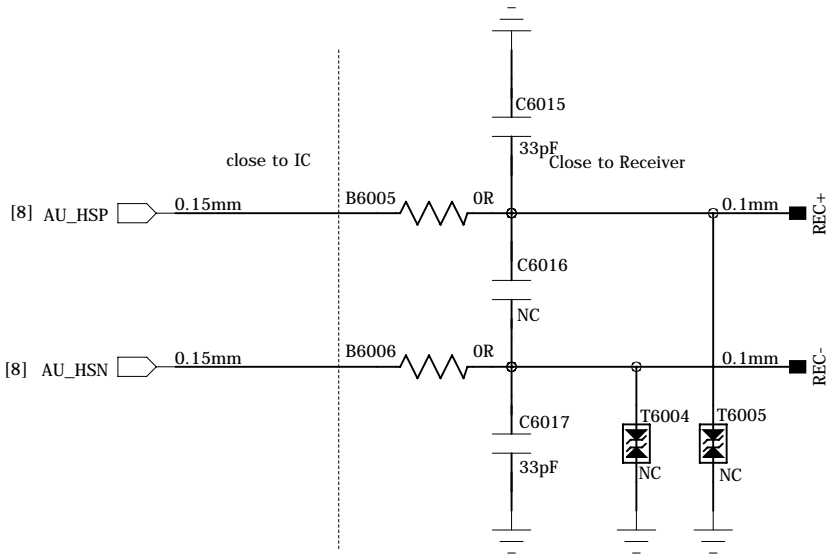 C6015
33pF
close to IC
Close to Receiver
[8] AU_HSP
0.15mm
B6005
0R
0.1mm
REC+
C6016
NC
[8] AU_HSN
0.15mm
B6006
0R
0.1mm
REC-
C6017
33pF
T6004
NC
T6005
NC